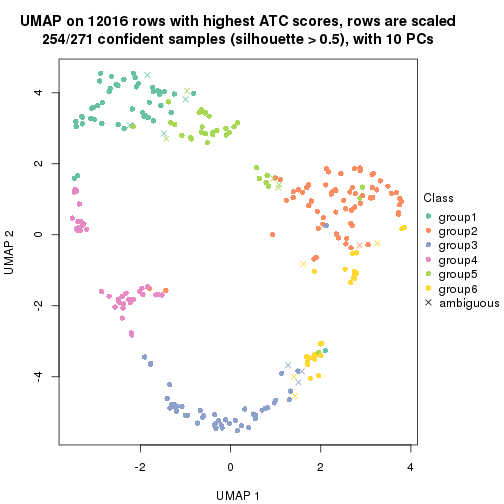 UMAP on 12016 rows with highest ATC scores, rows are scaled
254/271 confident samples (silhouette > 0.5), with 10 PCs
4
2
0
-2
-4
UMAP 2
-2
0
2
4
UMAP 1
Class
group1
group2
group3
group4
group5
group6
ambiguous